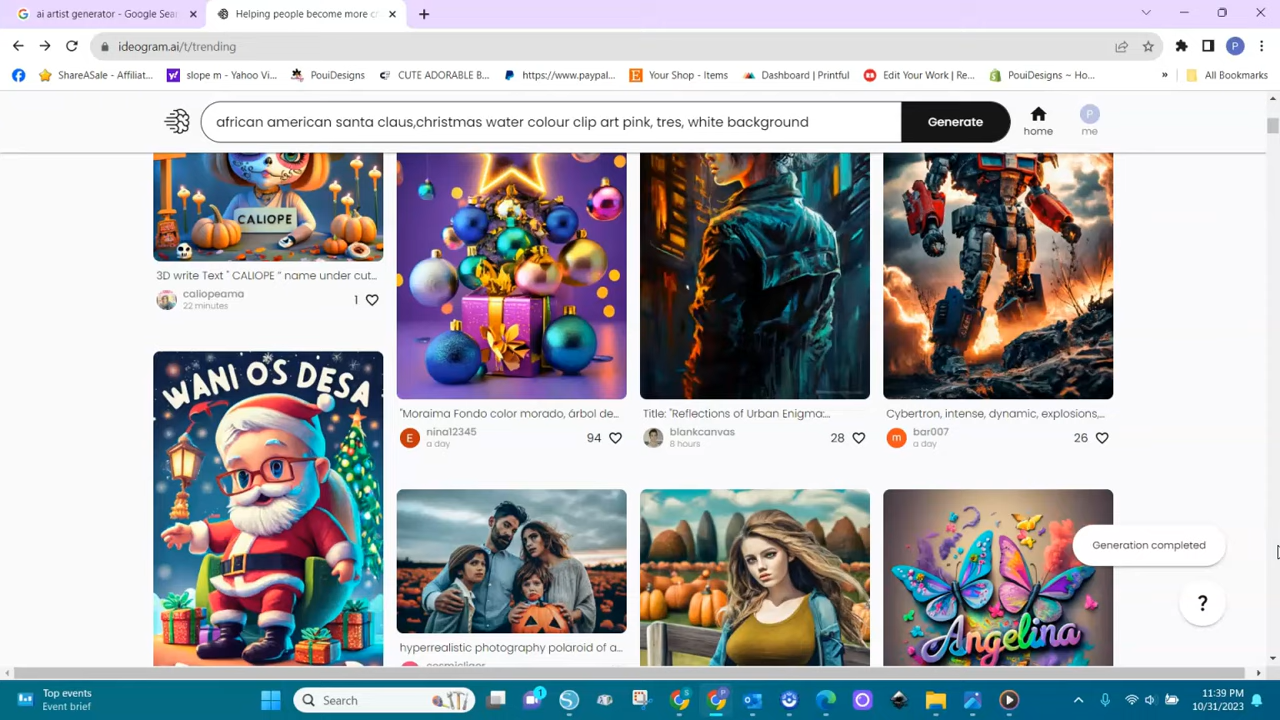 ai artist generator - Google Sea
Helping people become more cr
ideogram.ai/t/trending
ShareASale - Affiliat...
slope m - Yahoo Vi...
PouiDesigns
CUTE ADORABLE B...
https://www.paypal...
Your Shop - Items
Dashboard | Printful
Edit Your Work | Re...
PouiDesigns ~ Ho...
»
All Bookmarks
african american santa claus,christmas water colour clip art pink, tres, white background
Generate
home
me
CALIOPE
3D write Text " CALIOPE " name under cut...
caliopeama
22 minutes
1
"Moraima Fondo color morado, árbol de...
nina12345
a day
94
Title: "Reflections of Urban Enigma:...
blankcanvas
8 hours
28
Cybertron, intense, dynamic, explosions,...
bar007
a day
26
WANI O'S DESA
hyperrealistic photography polaroid of a...
Angelina
Generation completed
?
Top events
Event brief
Search
1
11:39 PM
10/31/2023